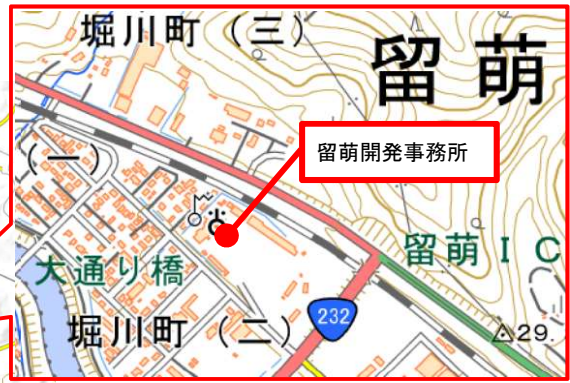 堀川町（三）
留萌
留萌開発事務所
（一）
留萌IC
大通り橋
232
堀川町（二）
29.